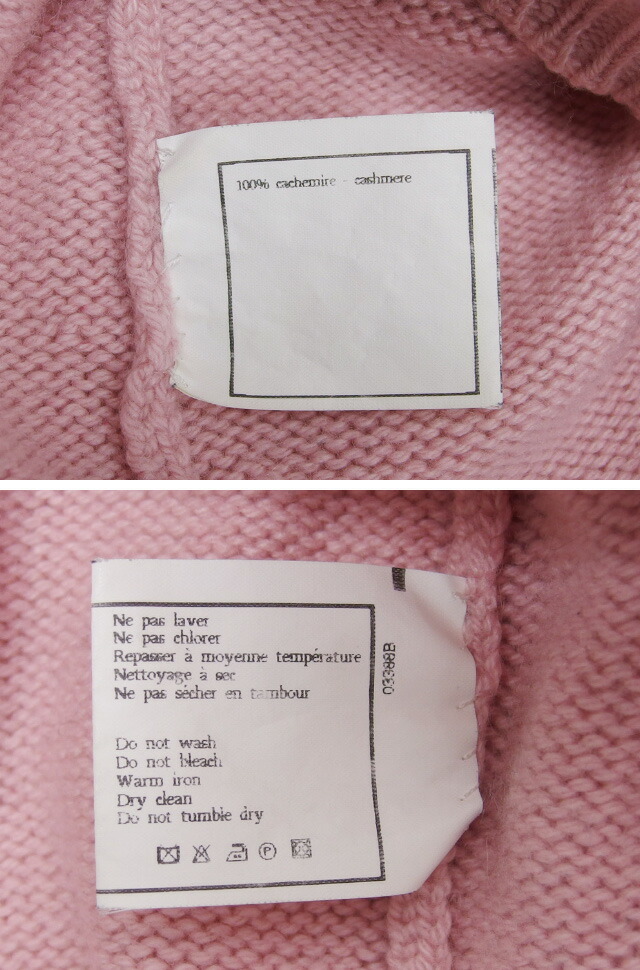 100% cachemire - cashmere
Ne pas laver
Ne pas chlorer
Repasser à moyenne température
Nettoyage à sec
Ne pas sécher en tambour
03388B
Do not wash
Do not bleach
Warm iron
Dry clean
Do not tumble dry
P